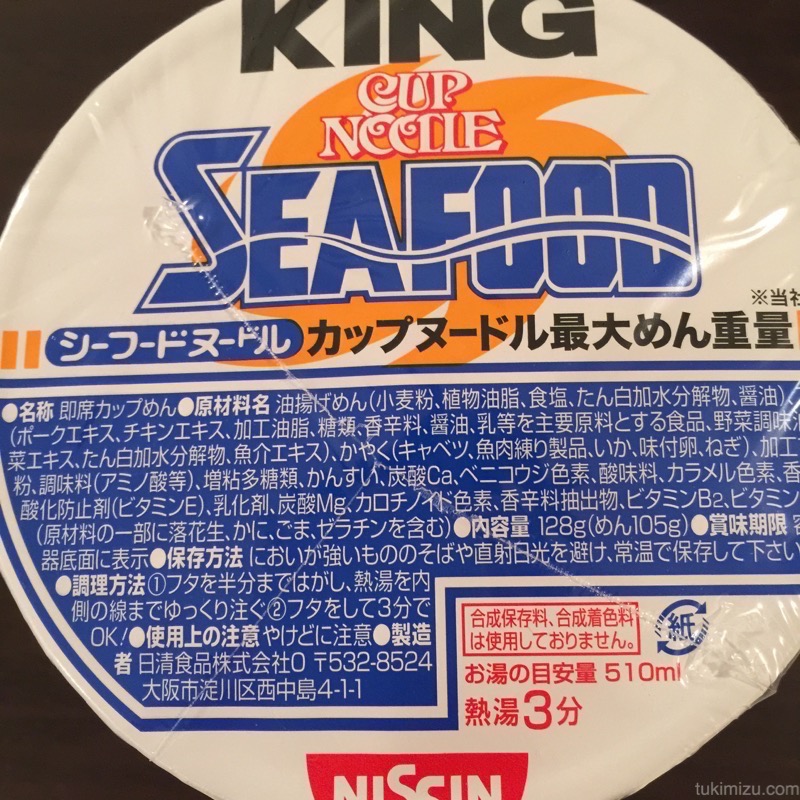 KING
CUP
NOODLE
SEAFOOD
※当社
シーフードヌードル カップヌードル最大めん重量
●名称 即席カップめん●原材料名 油揚げめん(小麦粉、植物油脂、食塩、たん白加水分解物、醤油)、
(ポークエキス、チキンエキス、加工油脂、糖類、香辛料、醤油、乳等を主要原料とする食品、野菜調味油
菜エキス、たん白加水分解物、魚介エキス)、かやく(キャベツ、魚肉練り製品、いか、味付卵、ねぎ)、加工
粉、調味料(アミノ酸等)、増粘多糖類、かんすい、炭酸Ca、ベニコウジ色素、酸味料、カラメル色素、香
酸化防止剤(ビタミンE)、乳化剤、炭酸Mg、カロチノイド色素、香辛料抽出物、ビタミンB2、ビタミン
(原材料の一部に落花生、かに、ごま、ゼラチンを含む)●内容量 128g(めん105g)●賞味期限 容
器底面に表示●保存方法 においが強いもののそばや直射日光を避け、常温で保存して下さい
●調理方法 ①フタを半分まではがし、熱湯を内
側の線までゆっくり注ぐ②フタをして3分で
OK!●使用上の注意 やけどに注意●製造
者 日清食品株式会社O 〒532-8524
大阪市淀川区西中島4-1-1
合成保存料、合成着色料
は使用しておりません。
紙
お湯の目安量 510ml
熱湯3分
NISSIN
tukimizu.com